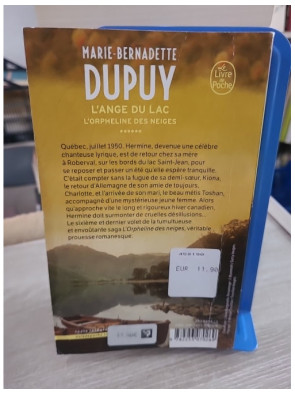 MARIE-BERNADETTE
DUPUY
Le Livre de Poche
L'ANGE DU LAC
L'ORPHELINE DES NEIGES
Québec, juillet 1950. Hermine, devenue une célèbre
chanteuse lyrique, est de retour chez sa mère
à Roberval, sur les bords du lac Saint-Jean, pour
se reposer et passer un été qu'elle espère tranquille.
C'était compter sans la fugue de sa demi-sœur, Kiona,
le retour d'Allemagne de son amie de toujours,
Charlotte, et l'arrivée de son mari, le beau métis Toshan,
accompagné d'une mystérieuse jeune femme. Alors
qu'approche vite le long et rigoureux hiver canadien,
Hermine doit surmonter de cruelles désillusions...
Le sixième et dernier volet de la tumultueuse
et envoûtante saga L'Orpheline des neiges, véritable
prouesse romanesque.
EUR